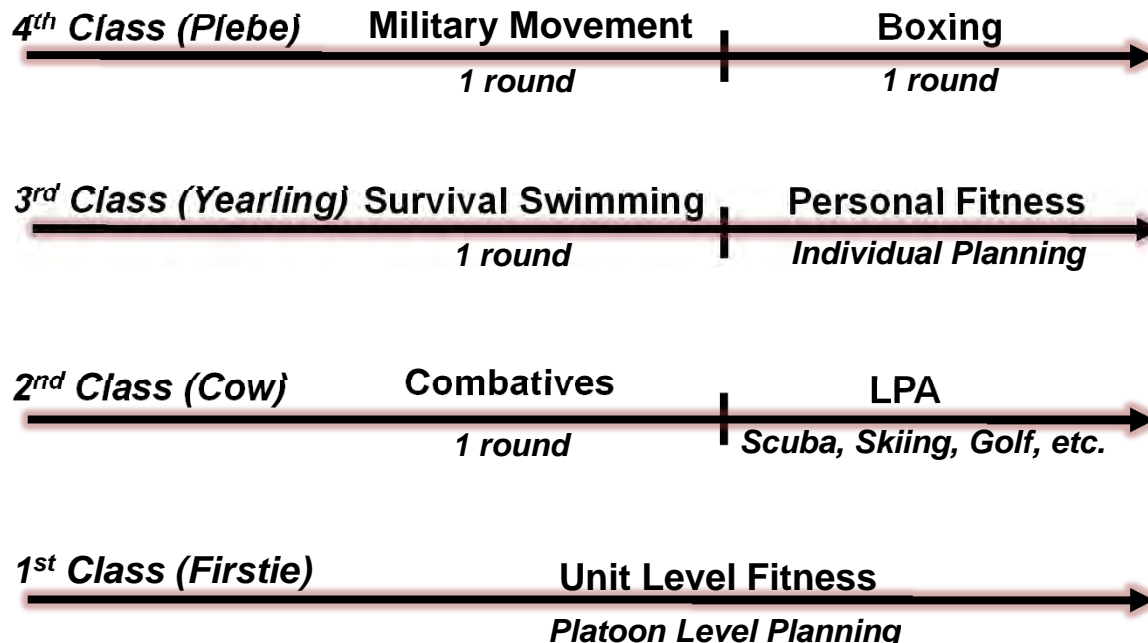 4th Class (Plebe) Military Movement Boxing
1 round 1 round
3rd Class (Yearling) Survival Swimming Personal Fitness
1 round Individual Planning
2nd Class (Cow) Combatives LPA
1 round Scuba, Skiing, Golf, etc.
1st Class (Firstie) Unit Level Fitness
Platoon Level Planning